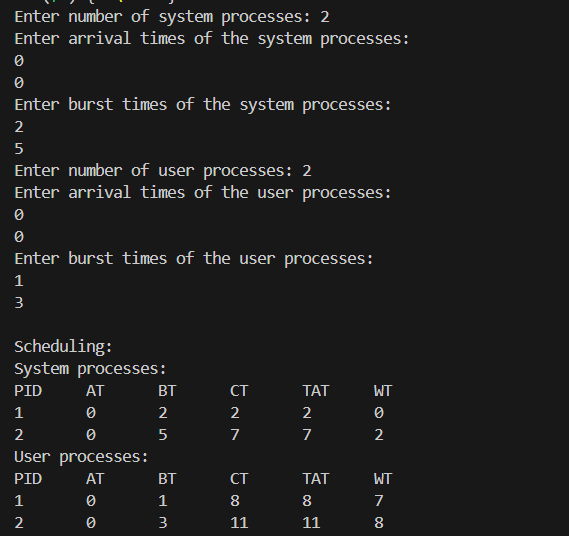 Enter number of system processes: 2
Enter arrival times of the system processes:
0
0
Enter burst times of the system processes:
2
5
Enter number of user processes: 2
Enter arrival times of the user processes:
0
0
Enter burst times of the user processes:
1
3

Scheduling:
System processes:
PID AT BT CT TAT WT
1 0 2 2 2 0
2 0 5 7 7 2
User processes:
PID AT BT CT TAT WT
1 0 1 8 8 7
2 0 3 11 11 8